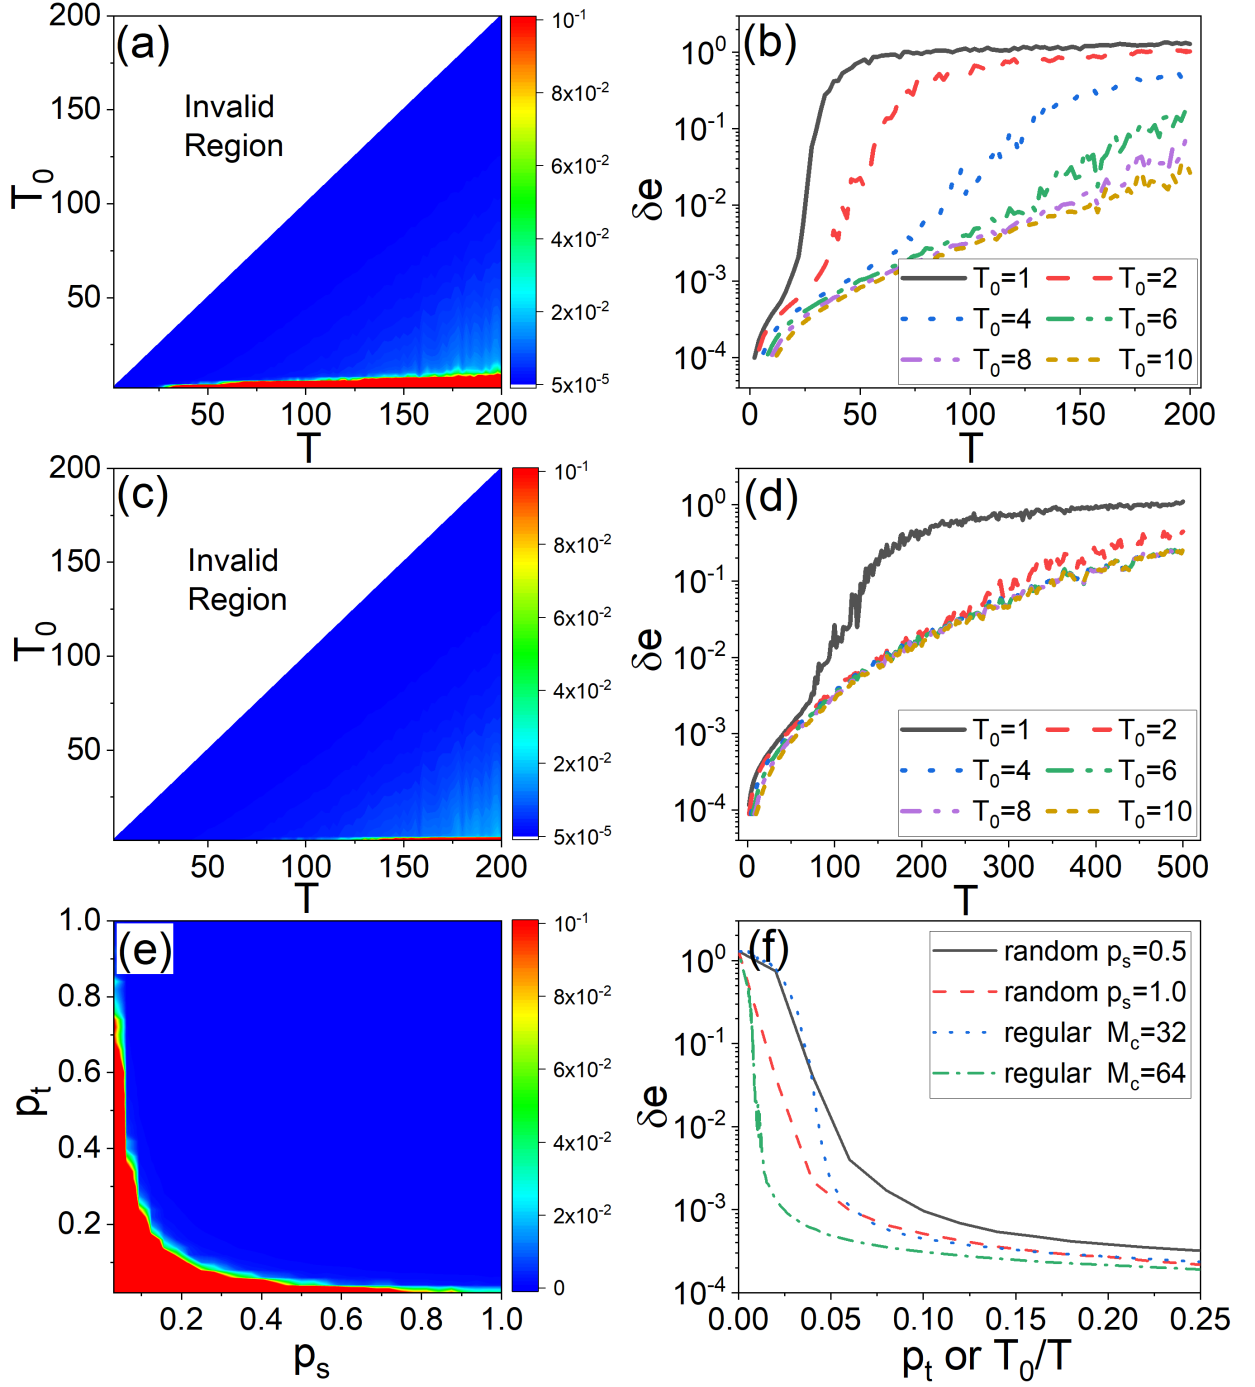 (a)
Invalid
Region
T₀
200
150
100
50
50 100 150 200
T
10⁻¹
8x10⁻²
6x10⁻²
4x10⁻²
2x10⁻²
5x10⁻⁵
(b)
δe
10⁰
10⁻¹
10⁻²
10⁻³
10⁻⁴
T₀=1 T₀=2
T₀=4 T₀=6
T₀=8 T₀=10
0 50 100 150 200
T
(c)
Invalid
Region
T₀
200
150
100
50
50 100 150 200
T
10⁻¹
8x10⁻²
6x10⁻²
4x10⁻²
2x10⁻²
5x10⁻⁵
(d)
δe
10⁰
10⁻¹
10⁻²
10⁻³
10⁻⁴
T₀=1 T₀=2
T₀=4 T₀=6
T₀=8 T₀=10
0 100 200 300 400 500
T
(e)
pₜ
1.0
0.8
0.6
0.4
0.2
0.2 0.4 0.6 0.8 1.0
pₛ
10⁻¹
8x10⁻²
6x10⁻²
4x10⁻²
2x10⁻²
0
(f)
δe
10⁰
10⁻¹
10⁻²
10⁻³
10⁻⁴
random pₛ=0.5
random pₛ=1.0
regular M_c=32
regular M_c=64
0.00 0.05 0.10 0.15 0.20 0.25
pₜ or T₀/T